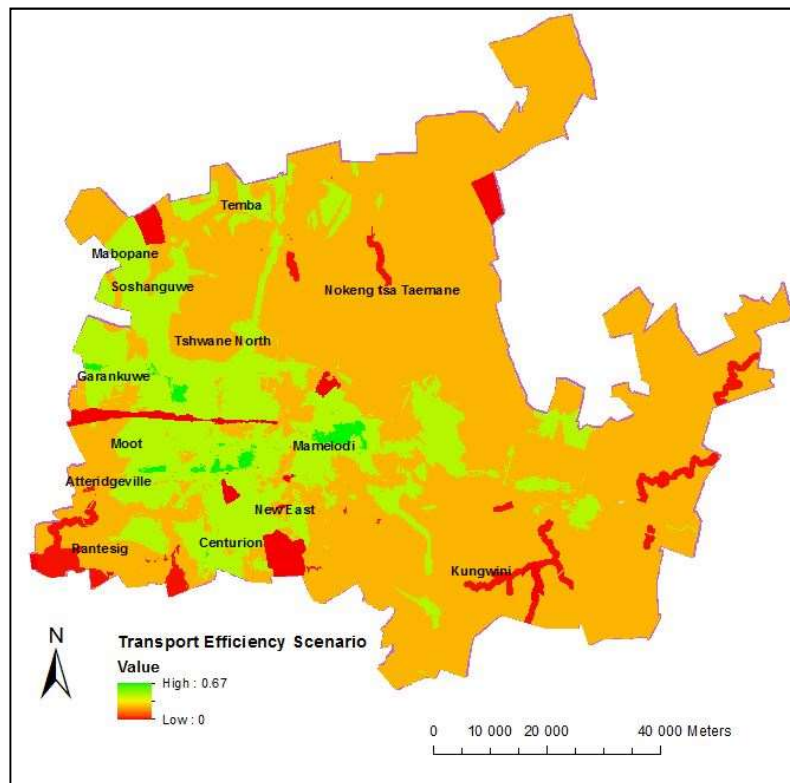 Temba
Mabopane
Soshanguwe
Nokeng tsa Taemane
Tshwane North
Garankuwe
Moot
Mamelodi
Atteridgeville
New East
Centurion
Rantesig
Kungwini
N
Transport Efficiency Scenario
Value
High : 0.67
Low : 0
0 10 000 20 000 40 000 Meters